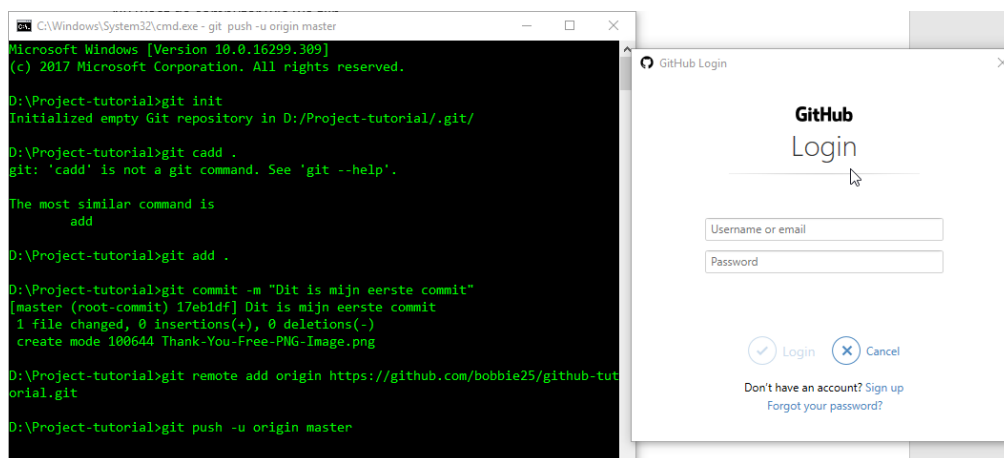 C:\Windows\System32\cmd.exe - git  push -u origin master
Microsoft Windows [Version 10.0.16299.309]
(c) 2017 Microsoft Corporation. All rights reserved.
D:\Project-tutorial>git init
Initialized empty Git repository in D:/Project-tutorial/.git/
D:\Project-tutorial>git cadd .
git: 'cadd' is not a git command. See 'git --help'.
The most similar command is
add
D:\Project-tutorial>git add .
D:\Project-tutorial>git commit -m "Dit is mijn eerste commit"
[master (root-commit) 17eb1df] Dit is mijn eerste commit
1 file changed, 0 insertions(+), 0 deletions(-)
create mode 100644 Thank-You-Free-PNG-Image.png
D:\Project-tutorial>git remote add origin https://github.com/bobbie25/github-tut
orial.git
D:\Project-tutorial>git push -u origin master
GitHub Login
GitHub
Login
Username or email
Password
Login
Cancel
Don't have an account? Sign up
Forgot your password?